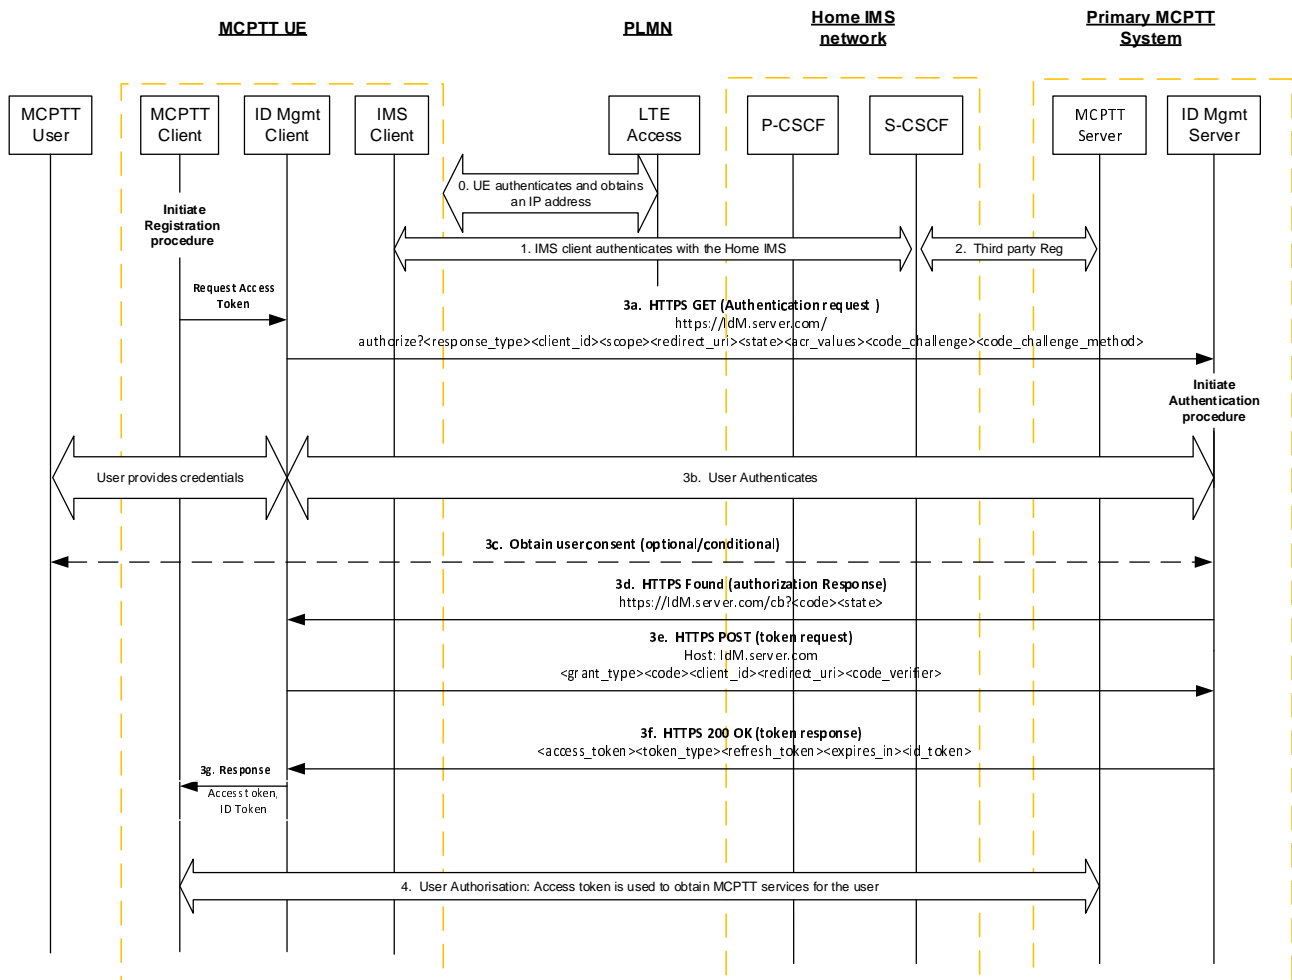 MCPTT UE
PLMN
Home IMS
network
Primary MCPTT
System
MCPTT
User
MCPTT
Client
ID Mgmt
Client
IMS
Client
LTE
Access
P-CSCF
S-CSCF
MCPTT
Server
ID Mgmt
Server
0. UE authenticates and obtains
an IP address
Initiate
Registration
procedure
1. IMS client authenticates with the Home IMS
2. Third party Reg
Request Access
Token
3a. HTTPS GET (Authentication request )
https://IdM.server.com/
authorize?<response_type><client_id><scope><redirect_uri><state><acr_values><code_challenge><code_challenge_method>
Initiate
Authentication
procedure
User provides credentials
3b. User Authenticates
3c. Obtain user consent (optional/conditional)
3d. HTTPS Found (authorization Response)
https://IdM.server.com/cb?<code><state>
3e. HTTPS POST (token request)
Host: IdM.server.com
<grant_type><code><client_id><redirect_uri><code_verifier>
3f. HTTPS 200 OK (token response)
<access_token><token_type><refresh_token><expires_in><id_token>
3g. Response
Access token,
ID Token
4. User Authorisation: Access token is used to obtain MCPTT services for the user